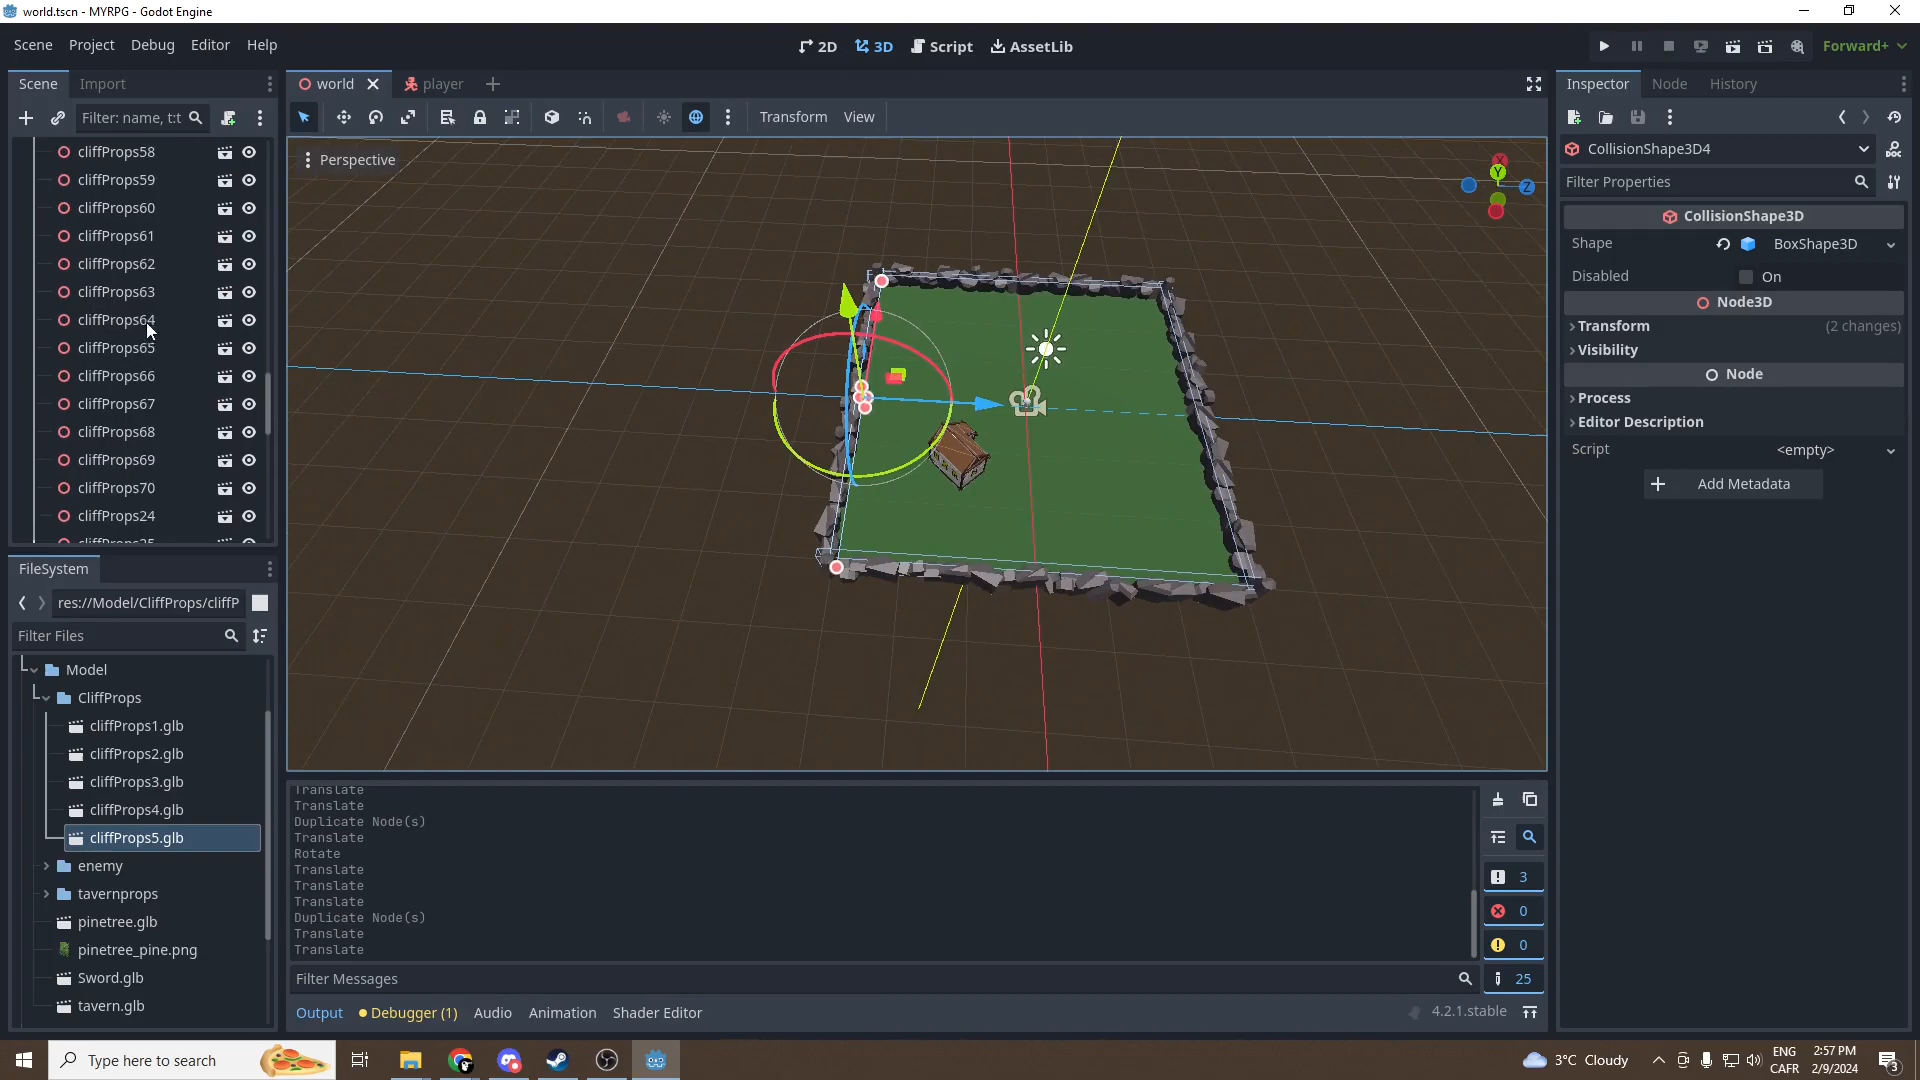 world.tscn - MYRPG - Godot Engine
Scene Project Debug Editor Help
2D 3D Script AssetLib
Forward+
Scene Import
world player
Inspector Node History
Filter: name, t:t
Transform View
Perspective
X
Y
Z
CollisionShape3D4
Filter Properties
CollisionShape3D
Shape BoxShape3D
Disabled On
Node3D
Transform (2 changes)
Visibility
Node
Process
Editor Description
Script <empty>
Add Metadata
cliffProps58
cliffProps59
cliffProps60
cliffProps61
cliffProps62
cliffProps63
cliffProps64
cliffProps65
cliffProps66
cliffProps67
cliffProps68
cliffProps69
cliffProps70
cliffProps24
cliffProps25
FileSystem
res://Model/CliffProps/cliffP
Filter Files
Model
CliffProps
cliffProps1.glb
cliffProps2.glb
cliffProps3.glb
cliffProps4.glb
cliffProps5.glb
enemy
tavernprops
pinetree.glb
pinetree_pine.png
Sword.glb
tavern.glb
Translate
Translate
Duplicate Node(s)
Translate
Rotate
Translate
Translate
Translate
Duplicate Node(s)
Translate
Translate
3
0
0
25
Filter Messages
Output Debugger (1) Audio Animation Shader Editor
4.2.1.stable
Type here to search
3°C Cloudy
ENG
CAFR
2:57 PM
2/9/2024
3